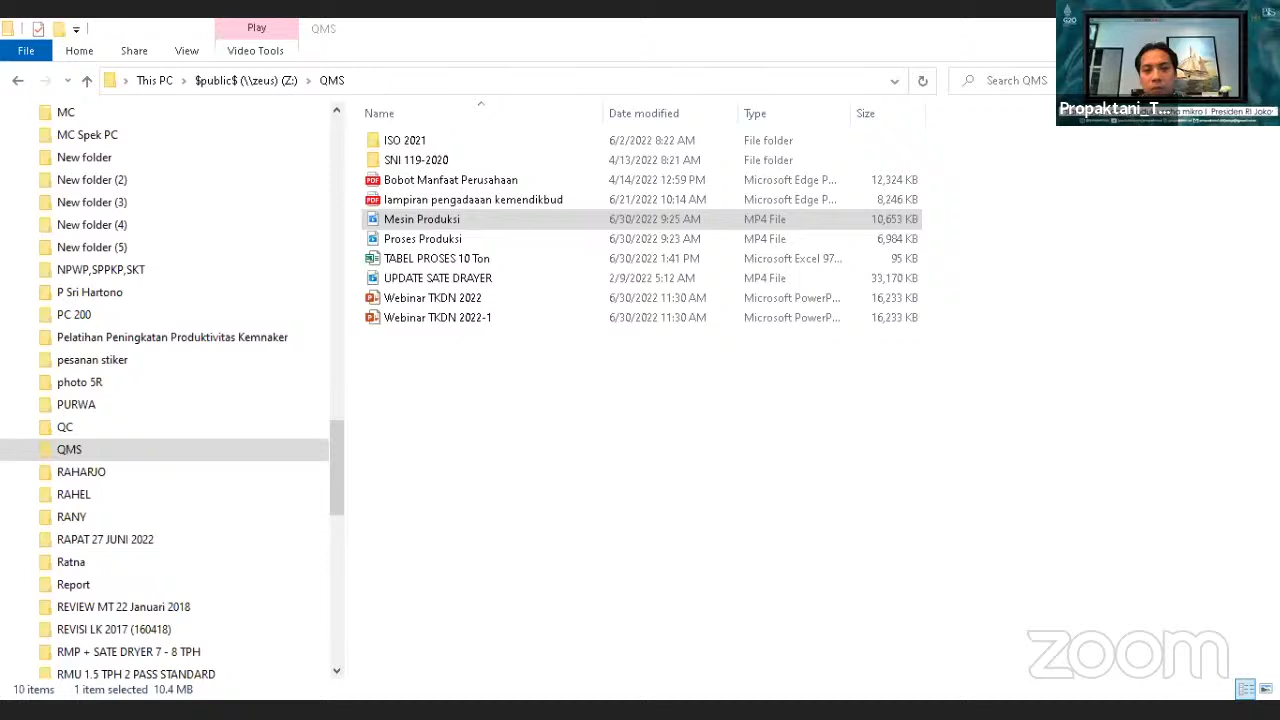 Play
QMS
File
Home
Share
View
Video Tools
This PC
$public$ (\\zeus) (Z:)
QMS
Search QMS
MC
MC Spek PC
New folder
New folder (2)
New folder (3)
New folder (4)
New folder (5)
NPWP,SPPKP,SKT
P Sri Hartono
PC 200
Pelatihan Peningkatan Produktivitas Kemnaker
pesanan stiker
photo 5R
PURWA
QC
QMS
RAHARJO
RAHEL
RANY
RAPAT 27 JUNI 2022
Ratna
Report
REVIEW MT 22 Januari 2018
REVISI LK 2017 (160418)
RMP + SATE DRYER 7 - 8 TPH
RMU 1.5 TPH 2 PASS STANDARD
Name Date modified Type Size
ISO 2021 6/2/2022 8:22 AM File folder
SNI 119-2020 4/13/2022 8:21 AM File folder
Bobot Manfaat Perusahaan 4/14/2022 12:59 PM Microsoft Edge P... 12,324 KB
lampiran pengadaaan kemendikbud 6/21/2022 10:14 AM Microsoft Edge P... 8,246 KB
Mesin Produksi 6/30/2022 9:25 AM MP4 File 10,653 KB
Proses Produksi 6/30/2022 9:23 AM MP4 File 6,984 KB
TABEL PROSES 10 Ton 6/30/2022 1:41 PM Microsoft Excel 97... 95 KB
UPDATE SATE DRAYER 2/9/2022 5:12 AM MP4 File 33,170 KB
Webinar TKDN 2022 6/30/2022 11:30 AM Microsoft PowerP... 16,233 KB
Webinar TKDN 2022-1 6/30/2022 11:30 AM Microsoft PowerP... 16,233 KB
10 items 1 item selected 10.4 MB
G20
Propaktani_T...
mikro | Presiden RI Joko
zoom